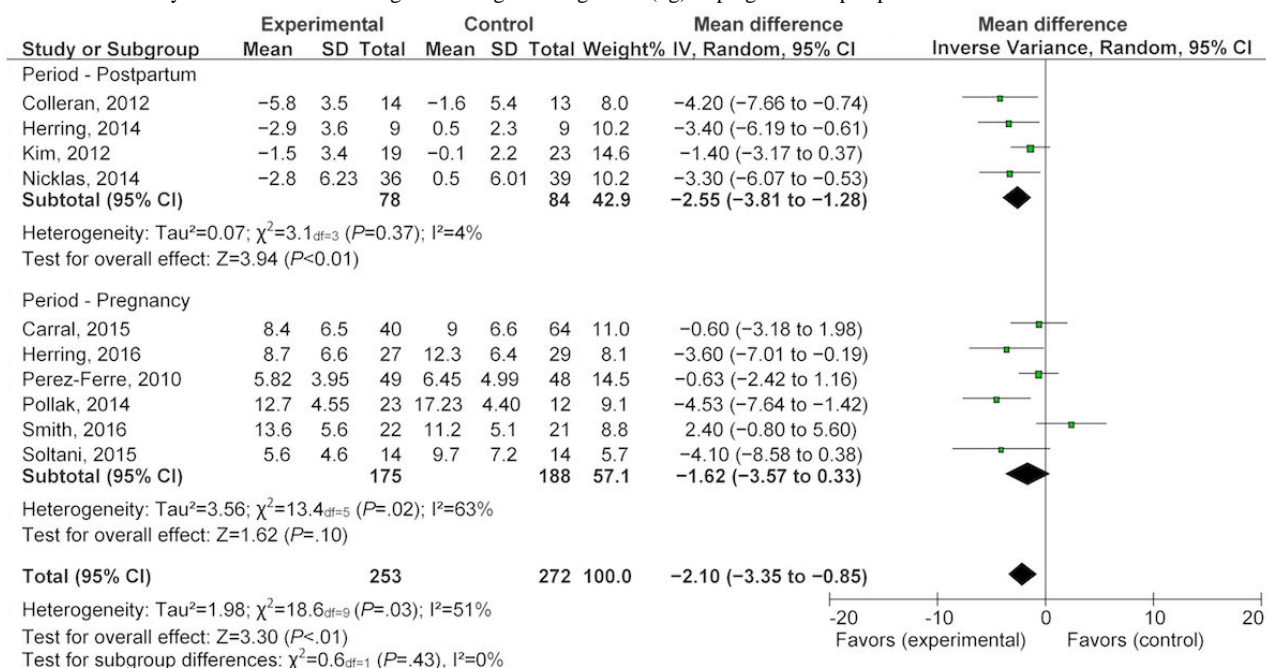 Experimental Control Mean difference Mean difference
Study or Subgroup Mean SD Total Mean SD Total Weight% IV, Random, 95% CI Inverse Variance, Random, 95% CI
Period - Postpartum
Colleran, 2012 −5.8 3.5 14 −1.6 5.4 13 8.0 −4.20 (−7.66 to −0.74)
Herring, 2014 −2.9 3.6 9 0.5 2.3 9 10.2 −3.40 (−6.19 to −0.61)
Kim, 2012 −1.5 3.4 19 −0.1 2.2 23 14.6 −1.40 (−3.17 to 0.37)
Nicklas, 2014 −2.8 6.23 36 0.5 6.01 39 10.2 −3.30 (−6.07 to −0.53)
Subtotal (95% CI) 78 84 42.9 −2.55 (−3.81 to −1.28)
Heterogeneity: Tau²=0.07; χ²=3.1df=3 (P=0.37); I²=4%
Test for overall effect: Z=3.94 (P<0.01)
Period - Pregnancy
Carral, 2015 8.4 6.5 40 9 6.6 64 11.0 −0.60 (−3.18 to 1.98)
Herring, 2016 8.7 6.6 27 12.3 6.4 29 8.1 −3.60 (−7.01 to −0.19)
Perez-Ferre, 2010 5.82 3.95 49 6.45 4.99 48 14.5 −0.63 (−2.42 to 1.16)
Pollak, 2014 12.7 4.55 23 17.23 4.40 12 9.1 −4.53 (−7.64 to −1.42)
Smith, 2016 13.6 5.6 22 11.2 5.1 21 8.8 2.40 (−0.80 to 5.60)
Soltani, 2015 5.6 4.6 14 9.7 7.2 14 5.7 −4.10 (−8.58 to 0.38)
Subtotal (95% CI) 175 188 57.1 −1.62 (−3.57 to 0.33)
Heterogeneity: Tau²=3.56; χ²=13.4df=5 (P=.02); I²=63%
Test for overall effect: Z=1.62 (P=.10)
Total (95% CI) 253 272 100.0 −2.10 (−3.35 to −0.85)
Heterogeneity: Tau²=1.98; χ²=18.6df=9 (P=.03); I²=51%
-20 -10 0 10 20
Test for overall effect: Z=3.30 (P<.01)
Favors (experimental) Favors (control)
Test for subgroup differences: χ²=0.6df=1 (P=.43), I²=0%